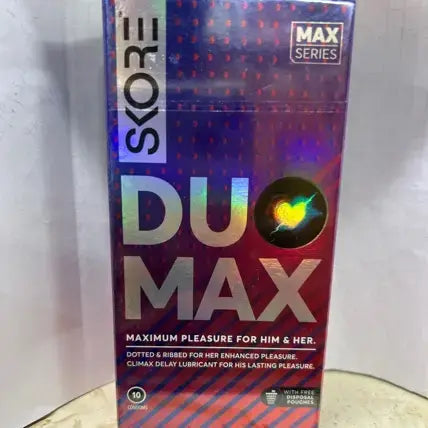 SKORE
MAX
SERIES
DUO
MAX
MAXIMUM PLEASURE FOR HIM & HER.
DOTTED & RIBBED FOR HER ENHANCED PLEASURE.
CLIMAX DELAY LUBRICANT FOR HIS LASTING PLEASURE.
10
CONDOMS
WITH FREE
DISPOSAL
POUCHES